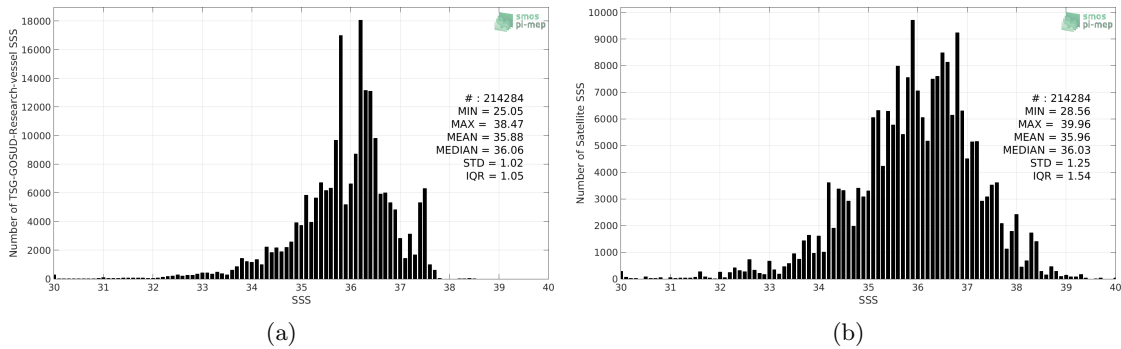 smos
pi-mep
18000
16000
14000
12000
10000
8000
6000
4000
2000
0
Number of TSG-GOSUD-Research-vessel SSS
# : 214284
MIN = 25.05
MAX = 38.47
MEAN = 35.88
MEDIAN = 36.06
STD = 1.02
IQR = 1.05
30 31 32 33 34 35 36 37 38 39 40
SSS
(a)
smos
pi-mep
10000
9000
8000
7000
6000
5000
4000
3000
2000
1000
0
Number of Satellite SSS
# : 214284
MIN = 28.56
MAX = 39.96
MEAN = 35.96
MEDIAN = 36.03
STD = 1.25
IQR = 1.54
30 31 32 33 34 35 36 37 38 39 40
SSS
(b)